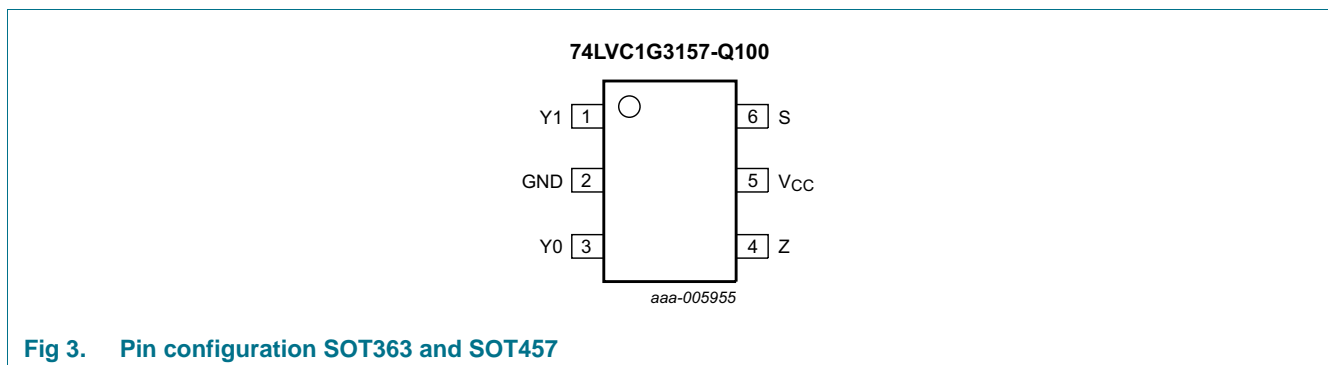 74LVC1G3157-Q100
Y1 1 6 S
GND 2 5 VCC
Y0 3 4 Z
aaa-005955
Fig 3. Pin configuration SOT363 and SOT457